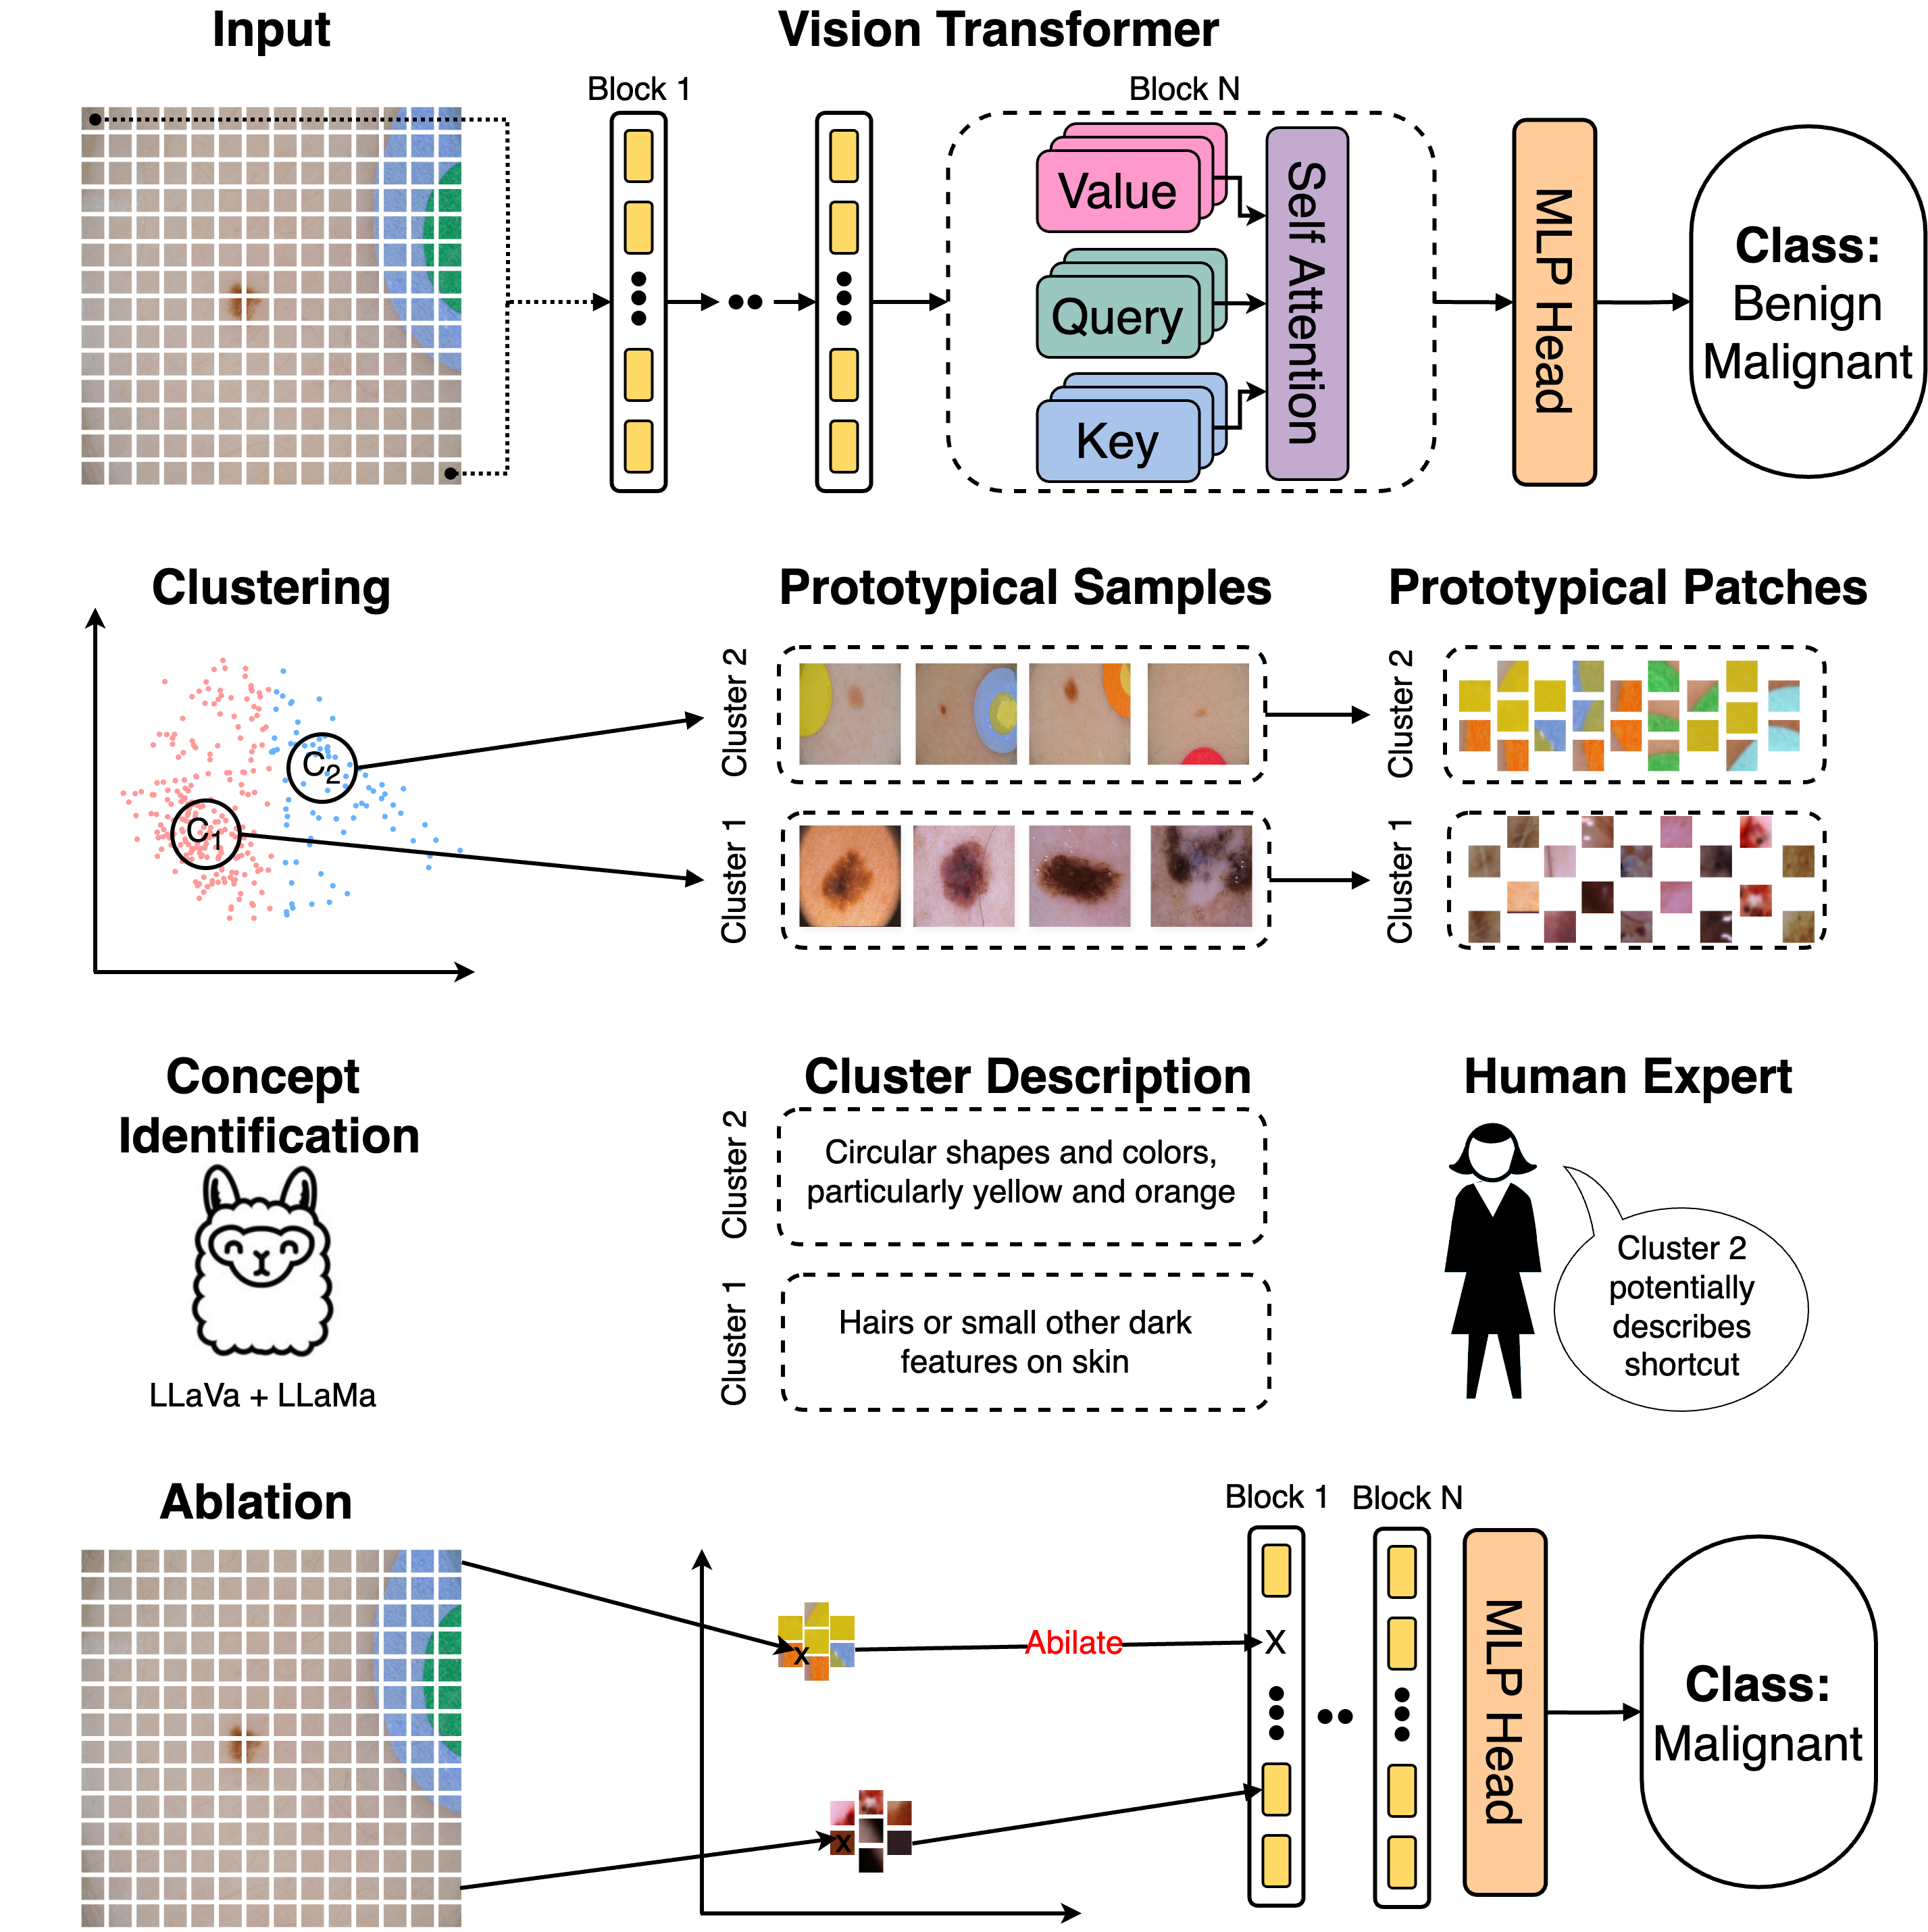 Input
Vision Transformer
Block 1
Block N
Value
Query
Key
Self Attention
MLP Head
Class:
Benign
Malignant
Clustering
Prototypical Samples
Prototypical Patches
C2
C1
Cluster 2
Cluster 1
Cluster 2
Cluster 1
Concept
Identification
LLaVa + LLaMa
Cluster Description
Cluster 2
Circular shapes and colors,
particularly yellow and orange
Cluster 1
Hairs or small other dark
features on skin
Human Expert
Cluster 2
potentially
describes
shortcut
Ablation
x
x
Abilate
Block 1
Block N
X
MLP Head
Class:
Malignant